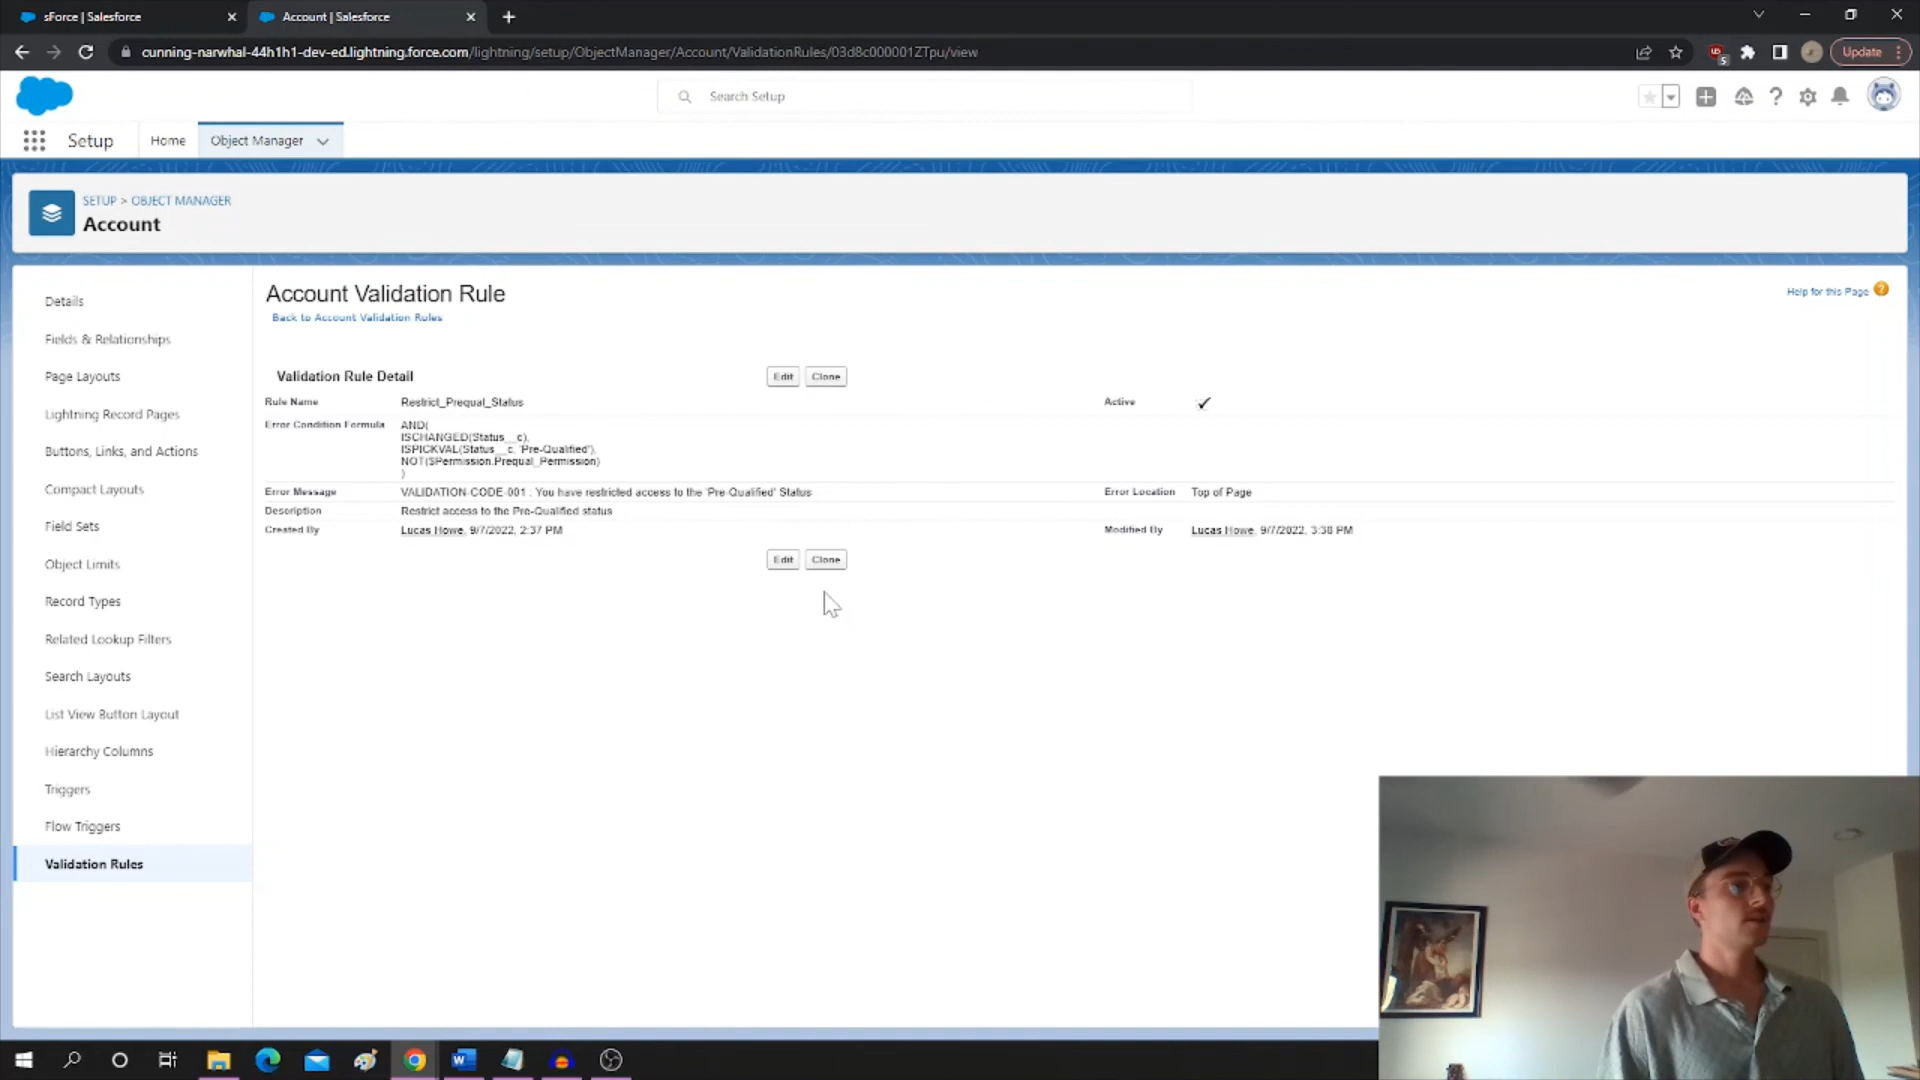 sForce | Salesforce
Account | Salesforce
cunning-narwhal-44h1h1-dev-ed.lightning.force.com/lightning/setup/ObjectManager/Account/ValidationRules/03d8c000001ZTpu/view
5
Update
Search Setup
Setup
Home
Object Manager
SETUP > OBJECT MANAGER
Account
Details
Fields & Relationships
Page Layouts
Lightning Record Pages
Buttons, Links, and Actions
Compact Layouts
Field Sets
Object Limits
Record Types
Related Lookup Filters
Search Layouts
List View Button Layout
Hierarchy Columns
Triggers
Flow Triggers
Validation Rules
Account Validation Rule
Help for this Page
Back to Account Validation Rules
Validation Rule Detail
Edit Clone
Rule Name Restrict_Prequal_Status Active
Error Condition Formula AND(
ISCHANGED(Status__c),
ISPICKVAL(Status__c, 'Pre-Qualified'),
NOT($Permission.Prequal_Permission)
)
Error Message VALIDATION-CODE-001 : You have restricted access to the 'Pre-Qualified' Status Error Location Top of Page
Description Restrict access to the Pre-Qualified status
Created By Lucas Howe, 9/7/2022, 2:37 PM Modified By Lucas Howe, 9/7/2022, 3:38 PM
Edit Clone